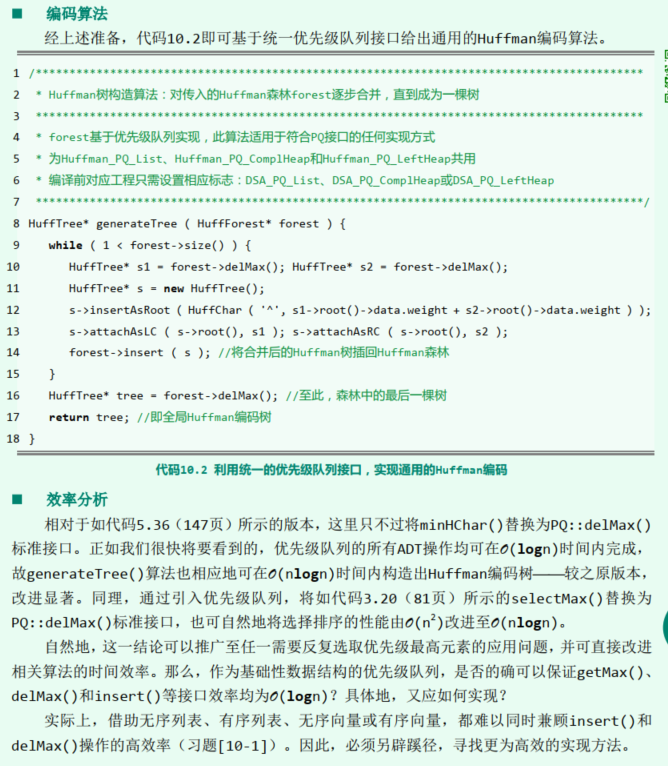 ■ 编码算法
经上述准备，代码10.2即可基于统一优先级队列接口给出通用的Huffman编码算法。
1 /******************************************************************************************
2 * Huffman树构造算法：对传入的Huffman森林forest逐步合并，直到成为一棵树
3 ******************************************************************************************
4 * forest基于优先级队列实现，此算法适用于符合PQ接口的任何实现方式
5 * 为Huffman_PQ_List、Huffman_PQ_ComplHeap和Huffman_PQ_LeftHeap共用
6 * 编译前对应工程只需设置相应标志：DSA_PQ_List、DSA_PQ_ComplHeap或DSA_PQ_LeftHeap
7 ******************************************************************************************/
8 HuffTree* generateTree ( HuffForest* forest ) {
9 while ( 1 < forest->size() ) {
10 HuffTree* s1 = forest->delMax(); HuffTree* s2 = forest->delMax();
11 HuffTree* s = new HuffTree();
12 s->insertAsRoot ( HuffChar ( '^', s1->root()->data.weight + s2->root()->data.weight ) );
13 s->attachAsLC ( s->root(), s1 ); s->attachAsRC ( s->root(), s2 );
14 forest->insert ( s ); //将合并后的Huffman树插回Huffman森林
15 }
16 HuffTree* tree = forest->delMax(); //至此，森林中的最后一棵树
17 return tree; //即全局Huffman编码树
18 }
代码10.2 利用统一的优先级队列接口，实现通用的Huffman编码
■ 效率分析
相对于如代码5.36（147页）所示的版本，这里只不过将minHChar()替换为PQ::delMax()
标准接口。正如我们很快将要看到的，优先级队列的所有ADT操作均可在O(logn)时间内完成，
故generateTree()算法也相应地可在O(nlogn)时间内构造出Huffman编码树——较之原版本，
改进显著。同理，通过引入优先级队列，将如代码3.20（81页）所示的selectMax()替换为
PQ::delMax()标准接口，也可自然地将选择排序的性能由O(n²)改进至O(nlogn)。
自然地，这一结论可以推广至任一需要反复选取优先级最高元素的应用问题，并可直接改进
相关算法的时间效率。那么，作为基础性数据结构的优先级队列，是否的确可以保证getMax()、
delMax()和insert()等接口效率均为O(logn)？具体地，又应如何实现？
实际上，借助无序列表、有序列表、无序向量或有序向量，都难以同时兼顾insert()和
delMax()操作的高效率（习题[10-1]）。因此，必须另辟蹊径，寻找更为高效的实现方法。